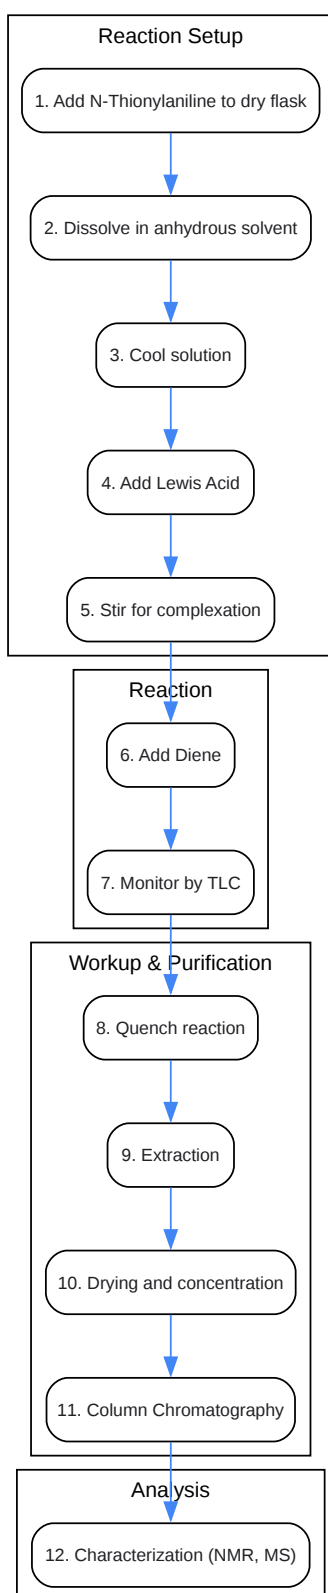 Reaction Setup
1. Add N-Thionylaniline to dry flask
2. Dissolve in anhydrous solvent
3. Cool solution
4. Add Lewis Acid
5. Stir for complexation
Reaction
6. Add Diene
7. Monitor by TLC
Workup & Purification
8. Quench reaction
9. Extraction
10. Drying and concentration
11. Column Chromatography
Analysis
12. Characterization (NMR, MS)